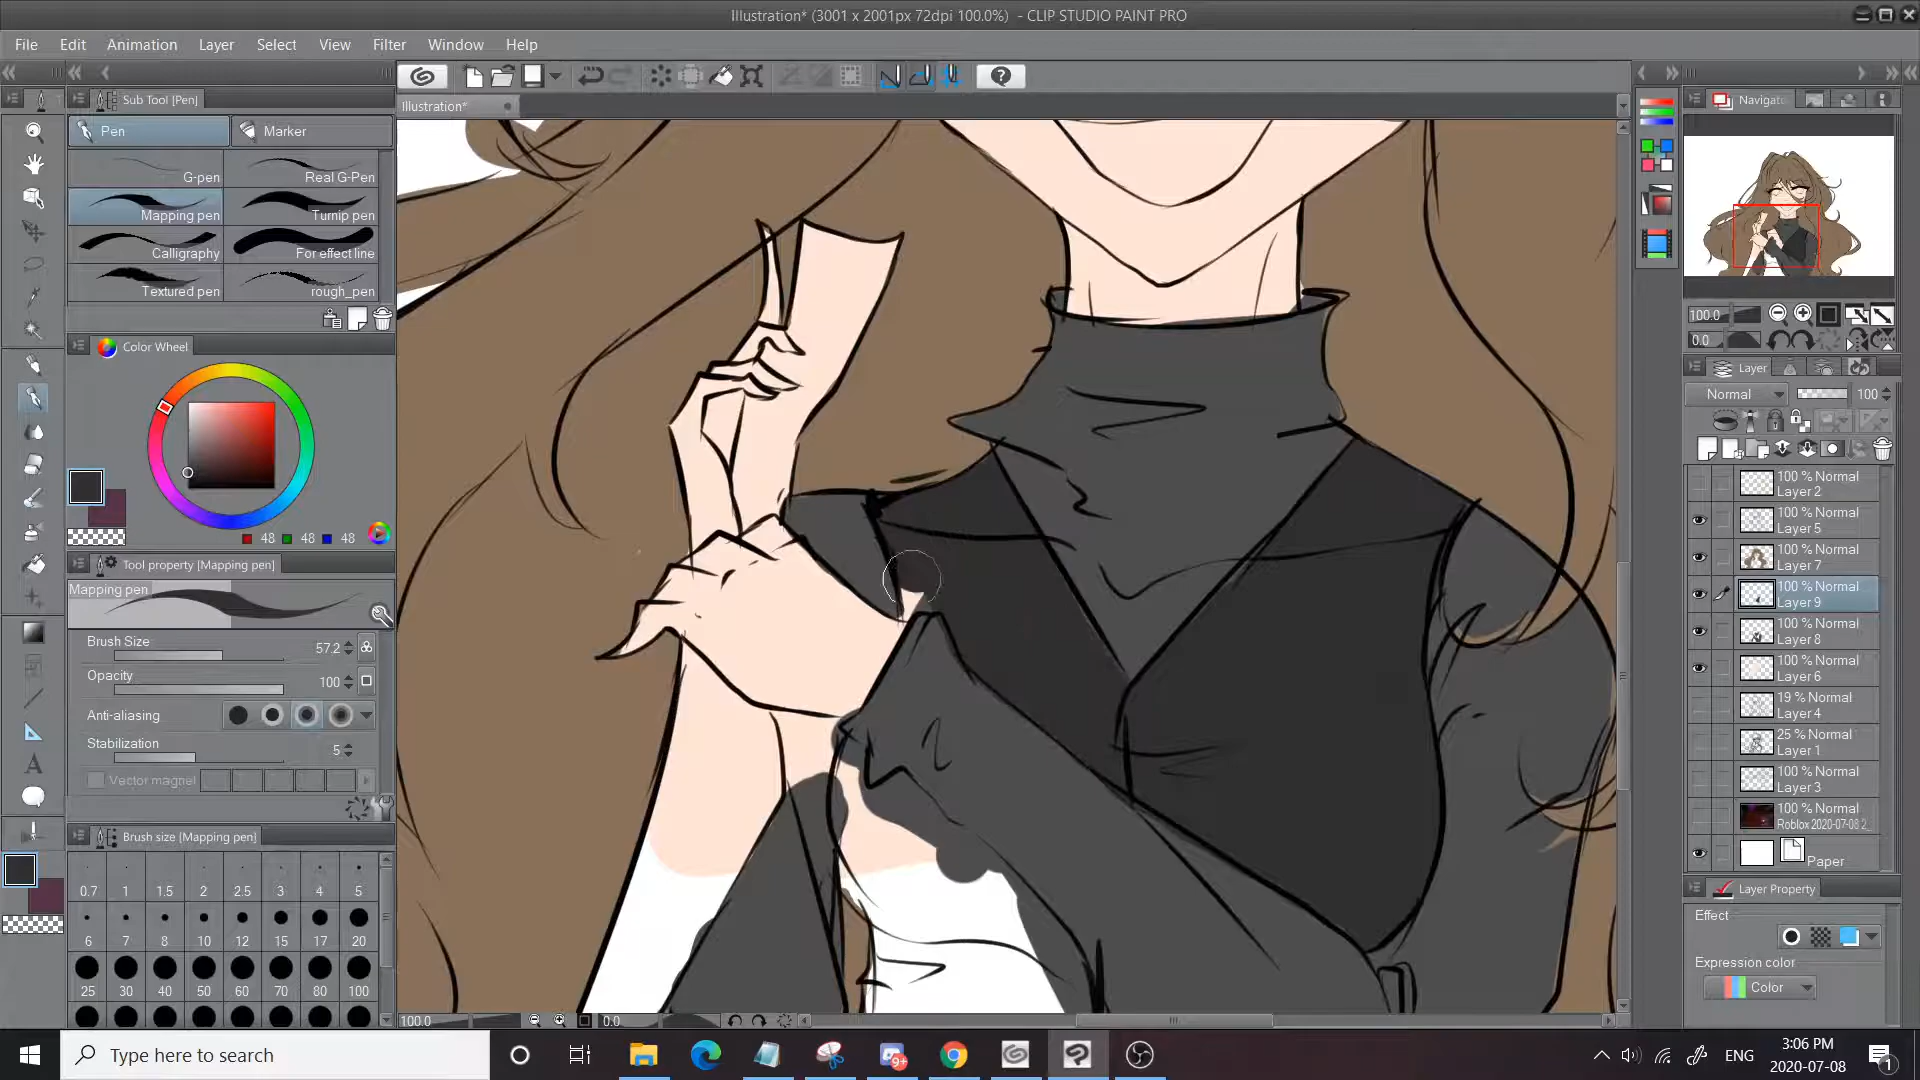 Illustration* (3001 x 2001px 72dpi 100.0%)  - CLIP STUDIO PAINT PRO
File Edit Animation Layer Select View Filter Window Help
Sub Tool [Pen]
Illustration*
Navigato
Pen Marker
G-pen Real G-Pen
Mapping pen Turnip pen
Calligraphy For effect line
Textured pen rough_pen
Color Wheel
48 48 48
Tool property [Mapping pen]
Mapping pen
Brush Size 57.2
Opacity 100
Anti-aliasing
Stabilization 5
Vector magnet
Brush size [Mapping pen]
0.7 1 1.5 2 2.5 3 4 5
6 7 8 10 12 15 17 20
25 30 40 50 60 70 80 100
100.0 0.0
100.0
0.0
Layer
Normal 100
100 % Normal
Layer 2
100 % Normal
Layer 5
100 % Normal
Layer 7
100 % Normal
Layer 9
100 % Normal
Layer 8
100 % Normal
Layer 6
19 % Normal
Layer 4
25 % Normal
Layer 1
100 % Normal
Layer 3
100 % Normal
Roblox 2020-07-08 2_
Paper
Layer Property
Effect
Expression color
Color
Type here to search
9+
ENG
3:06 PM
2020-07-08
1